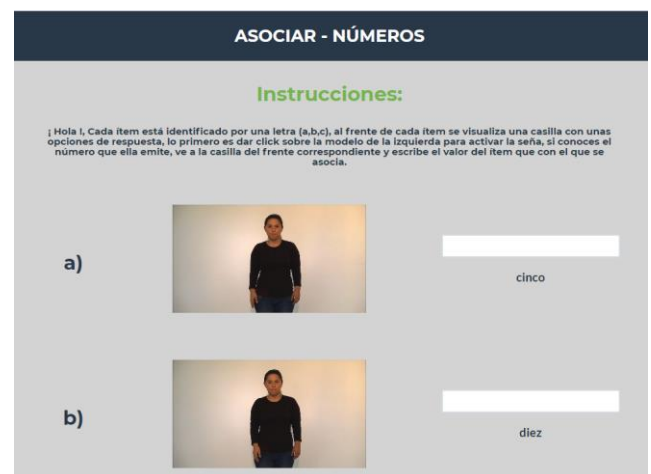 ASOCIAR - NÚMEROS
Instrucciones:
¡ Hola !, Cada ítem está identificado por una letra (a,b,c), al frente de cada ítem se visualiza una casilla con unas
opciones de respuesta, lo primero es dar click sobre la modelo de la izquierda para activar la seña, si conoces el
número que ella emite, ve a la casilla del frente correspondiente y escribe el valor del ítem que con el que se
asocia.
a)
cinco
b)
diez